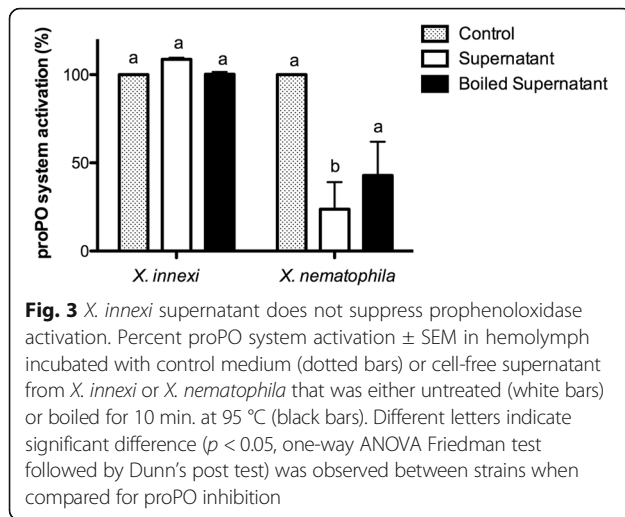 Control
Supernatant
Boiled Supernatant
proPO system activation (%)
100
50
0
a
a
a
a
b
a
X. innexi
X. nematophila
Fig. 3 X. innexi supernatant does not suppress prophenoloxidase
activation. Percent proPO system activation ± SEM in hemolymph
incubated with control medium (dotted bars) or cell-free supernatant
from X. innexi or X. nematophila that was either untreated (white bars)
or boiled for 10 min. at 95 °C (black bars). Different letters indicate
significant difference (p < 0.05, one-way ANOVA Friedman test
followed by Dunn's post test) was observed between strains when
compared for proPO inhibition